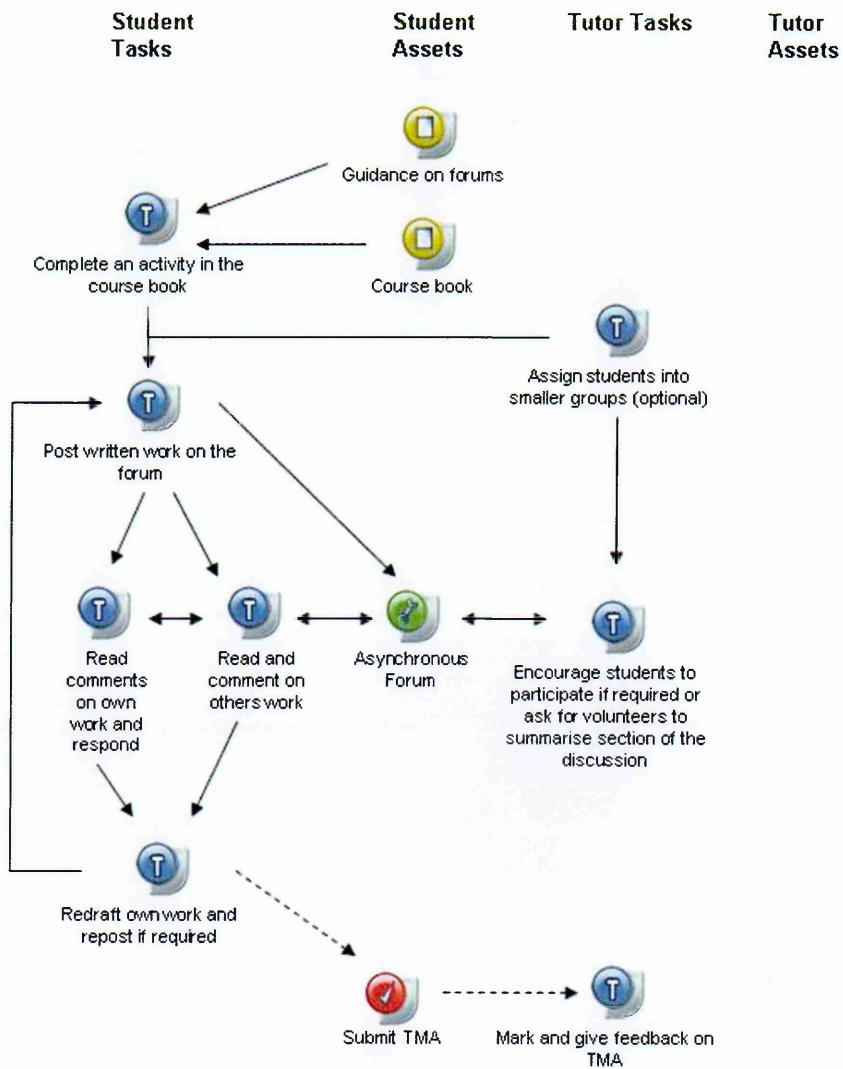 Student
Tasks
Student
Assets
Tutor Tasks
Tutor
Assets
Guidance on forums
T
Complete an activity in the
course book
Course book
T
Assign students into
smaller groups (optional)
T
Post written work on the
forum
T
Read
comments
on own
work and
respond
T
Read and
comment on
others work
Asynchronous
Forum
T
Encourage students to
participate if required or
ask for volunteers to
summarise section of the
discussion
T
Redraft own work and
repost if required
Submit TMA
T
Mark and give feedback on
TMA